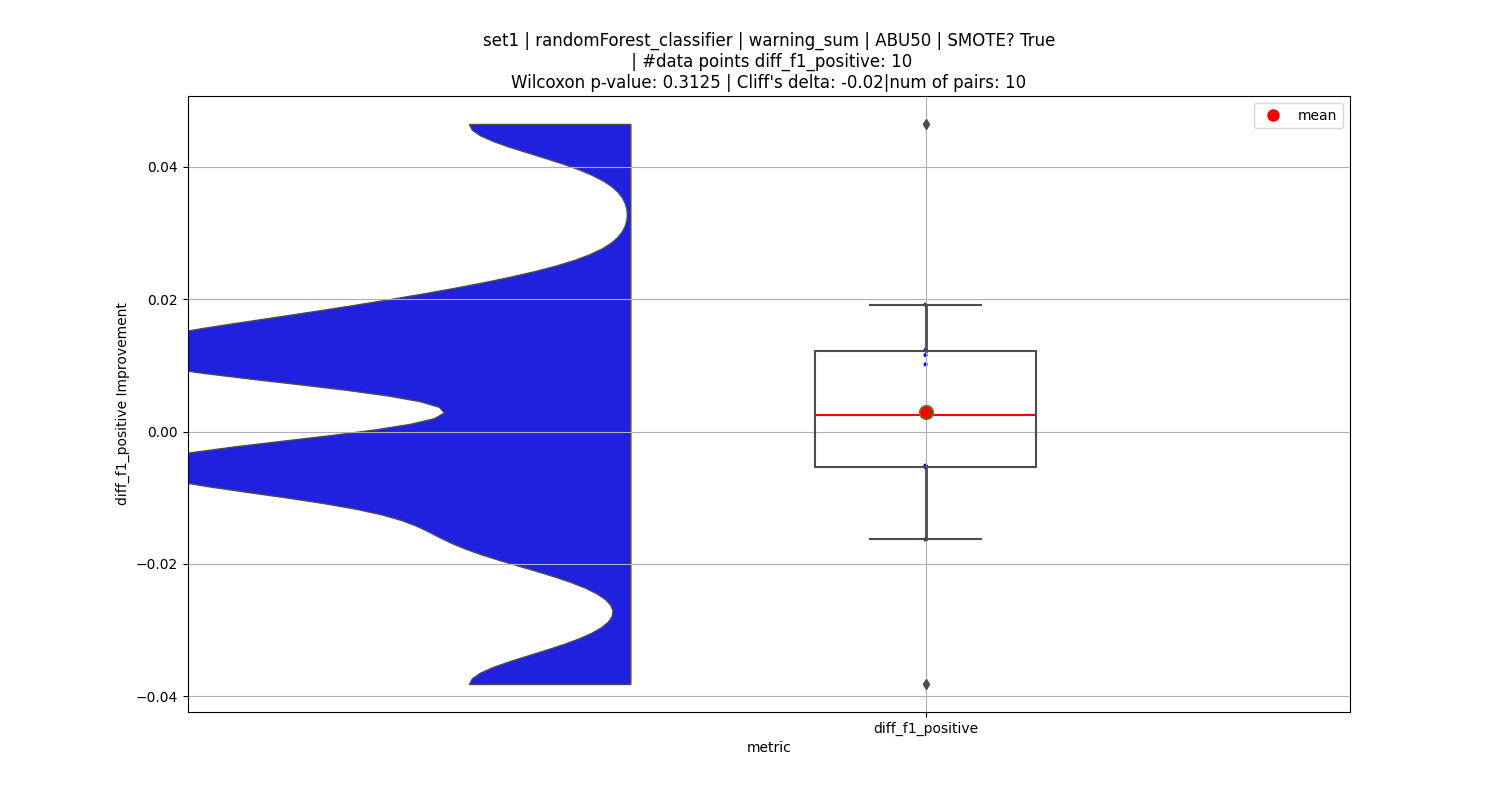 set1 | randomForest_classifier | warning_sum | ABU50 | SMOTE? True
| #data points diff_f1_positive: 10
Wilcoxon p-value: 0.3125 | Cliff's delta: -0.02|num of pairs: 10
mean
0.04
0.02
0.00
−0.02
−0.04
diff_f1_positive Improvement
diff_f1_positive
metric